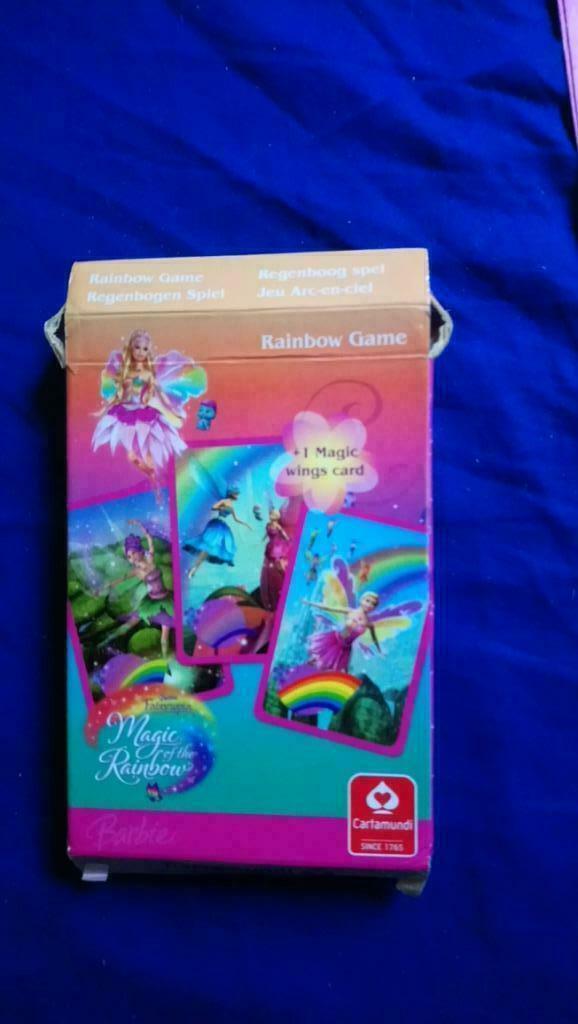 Rainbow Game
Regenbogen Spiel
Regenboog spel
Jeu Arc-en-ciel
Rainbow Game
+1 Magic
wings card
Fairytopia
Magic
of the
Rainbow
Barbie
Cartamundi
SINCE 1765